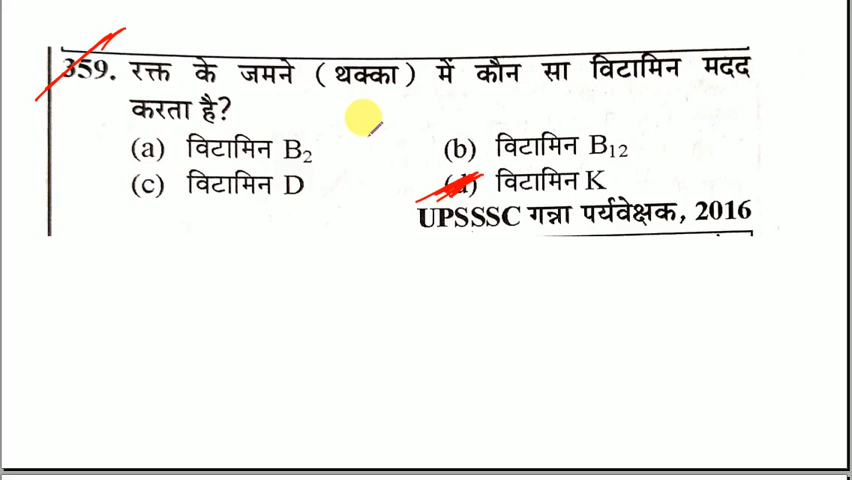 359. रक्त के जमने (थक्का) में कौन सा विटामिन मदद
करता है?
(a) विटामिन B₂ (b) विटामिन B₁₂
(c) विटामिन D (d) विटामिन K
UPSSSC गन्ना पर्यवेक्षक, 2016